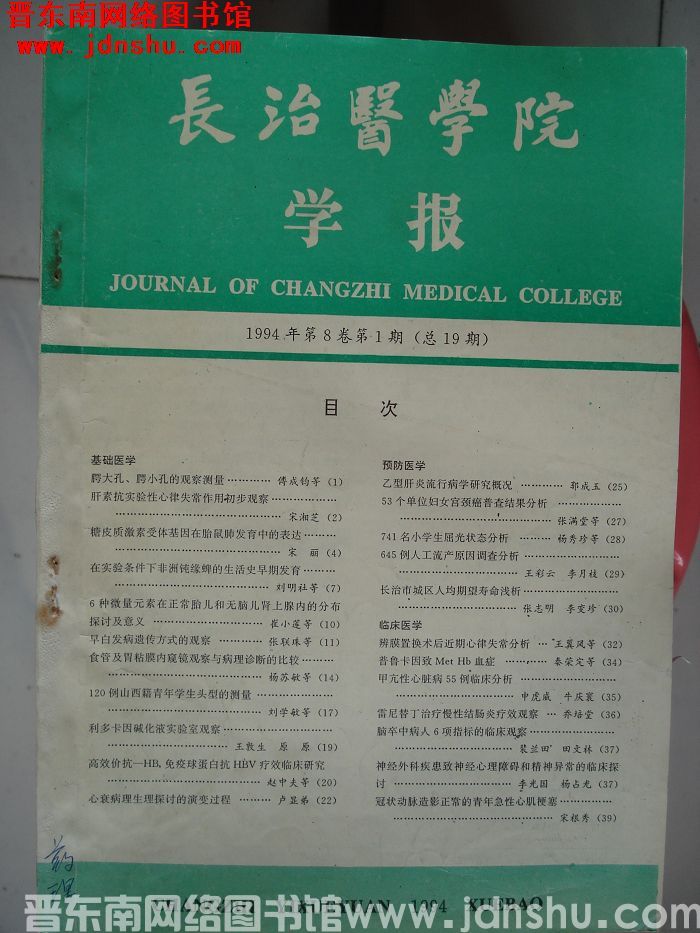 晋东南网络图书馆
www.jdnshu.com
長治醫學院
学报
JOURNAL OF CHANGZHI MEDICAL COLLEGE
1994年第8卷第1期(总19期)
目 次
基础医学
腭大孔、腭小孔的观察测量 ………… 傅成钧等 (1)
肝素抗实验性心律失常作用初步观察 …………
………………………… 宋湘芝 (2)
糖皮质激素受体基因在胎鼠肺发育中的表达 ……
………………………… 宋 丽 (4)
在实验条件下非洲钝缘蜱的生活史早期发育 ……
………………………… 刘明社等 (7)
6种微量元素在正常胎儿和无脑儿肾上腺内的分布
探讨及意义 ………………… 崔小莲等 (10)
早白发病遗传方式的观察 ………… 张联珠等 (11)
食管及胃粘膜内窥镜观察与病理诊断的比较 ………
………………………… 杨苏敏等 (14)
120例山西籍青年学生头型的测量 ………………
………………………… 刘学敏等 (17)
利多卡因碱化液实验室观察 ……………………
………………… 王敦生 原 原 (19)
高效价抗—HB,免疫球蛋白抗HBV疗效临床研究
………………………… 赵中夫等 (20)
心衰病理生理探讨的演变过程 ……… 卢显弟 (22)
预防医学
乙型肝炎流行病学研究概况 ………… 郭成玉 (25)
53个单位妇女宫颈癌普查结果分析 ………………
………………………… 张满堂等 (27)
741名小学生屈光状态分析 ……… 杨秀珍等 (28)
645例人工流产原因调查分析 ……………………
………………… 王彩云 李月枝 (29)
长治市城区人均期望寿命浅析 …………………
………………… 张志明 李变珍 (30)
临床医学
辨膜置换术后近期心律失常分析 … 王翼风等 (32)
普鲁卡因致Met Hb血症 ………… 秦荣定等 (34)
甲亢性心脏病55例临床分析 ……………………
………………… 申虎威 牛庆寰 (35)
雷尼替丁治疗慢性结肠炎疗效观察 … 乔培堂 (36)
脑卒中病人6项指标的临床观察 …………………
………………… 裴兰田 田文林 (37)
神经外科疾患致神经心理障碍和精神异常的临床探
讨 ………………… 李光国 杨占光 (37)
冠状动脉造影正常的青年急性心肌梗塞 …………
………………………… 宋根秀 (39)
药理
YIXUEYUAN 1994 XUEBAO
晋东南网络图书馆 www.jdnshu.com